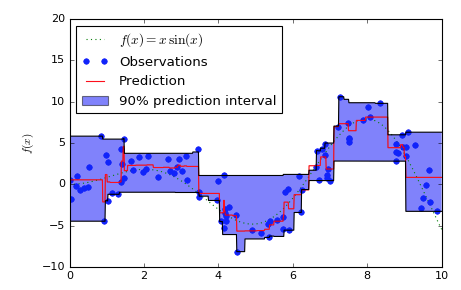 20
15
10
5
0
−5
−10
f(x)
f(x) = x sin(x)
Observations
Prediction
90% prediction interval
0 2 4 6 8 10